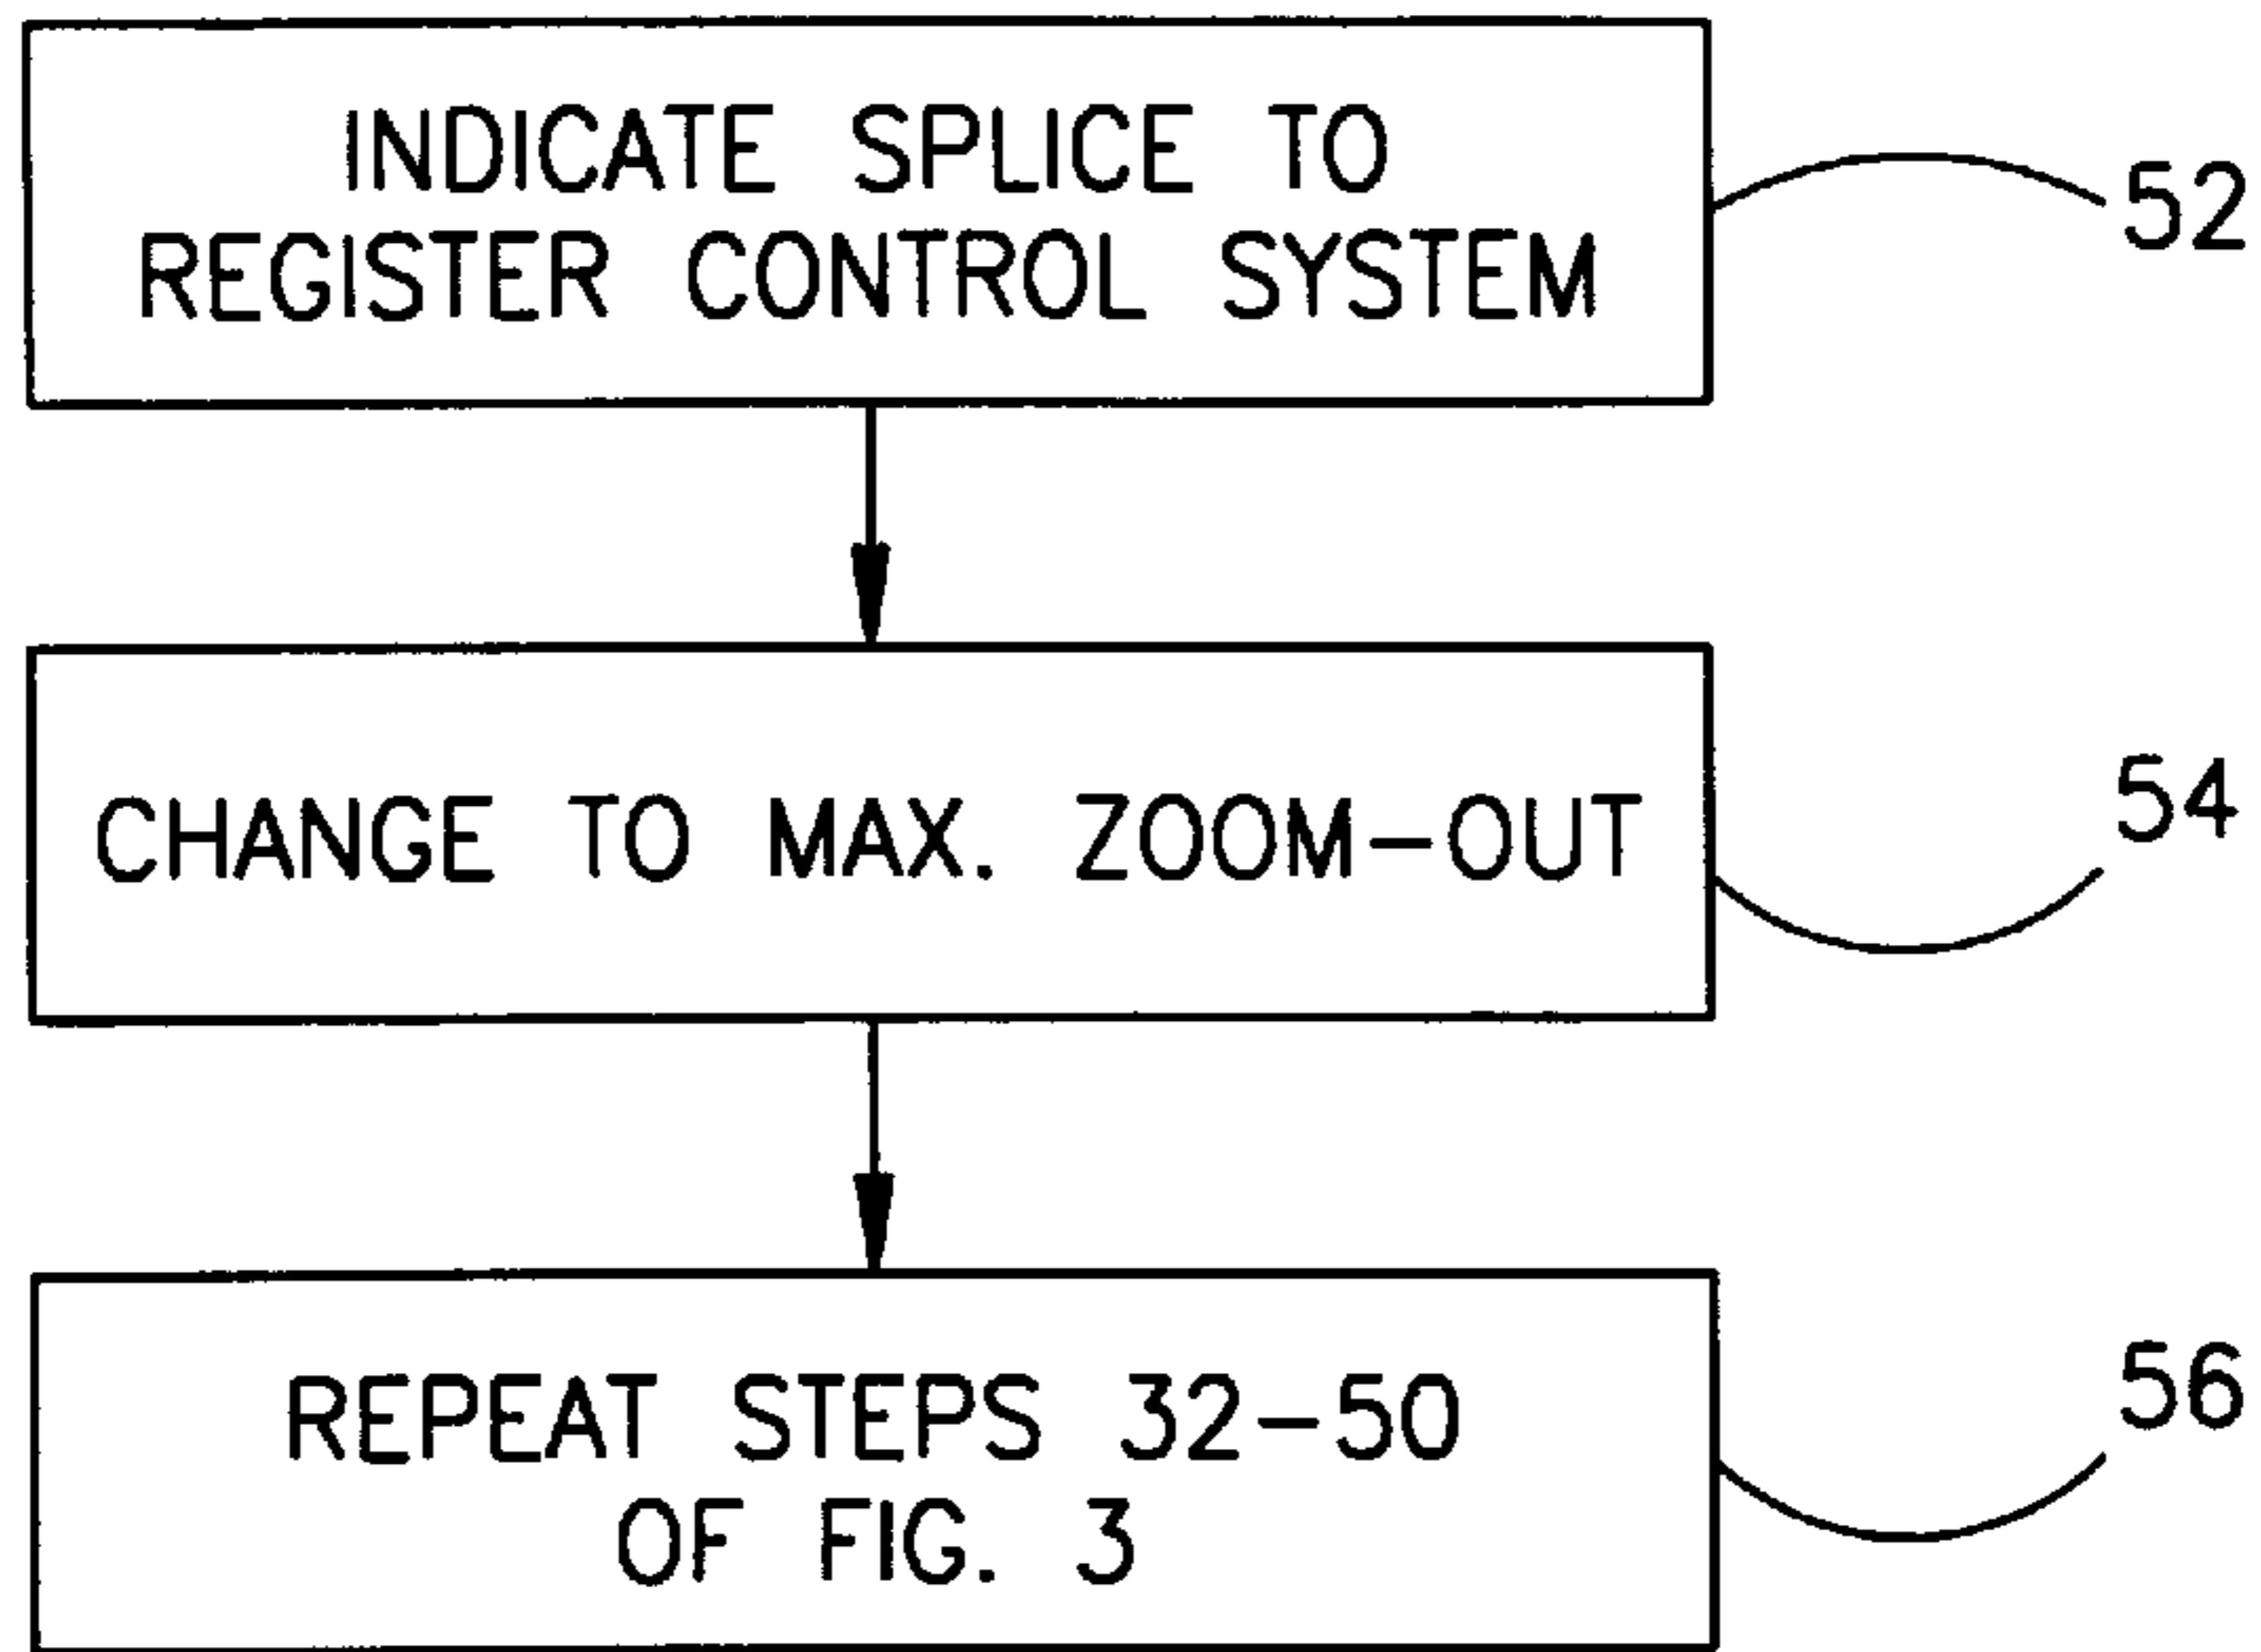 INDICATE SPLICE TO
REGISTER CONTROL SYSTEM
52
CHANGE TO MAX. ZOOM-OUT
54
REPEAT STEPS 32-50
OF FIG. 3
56